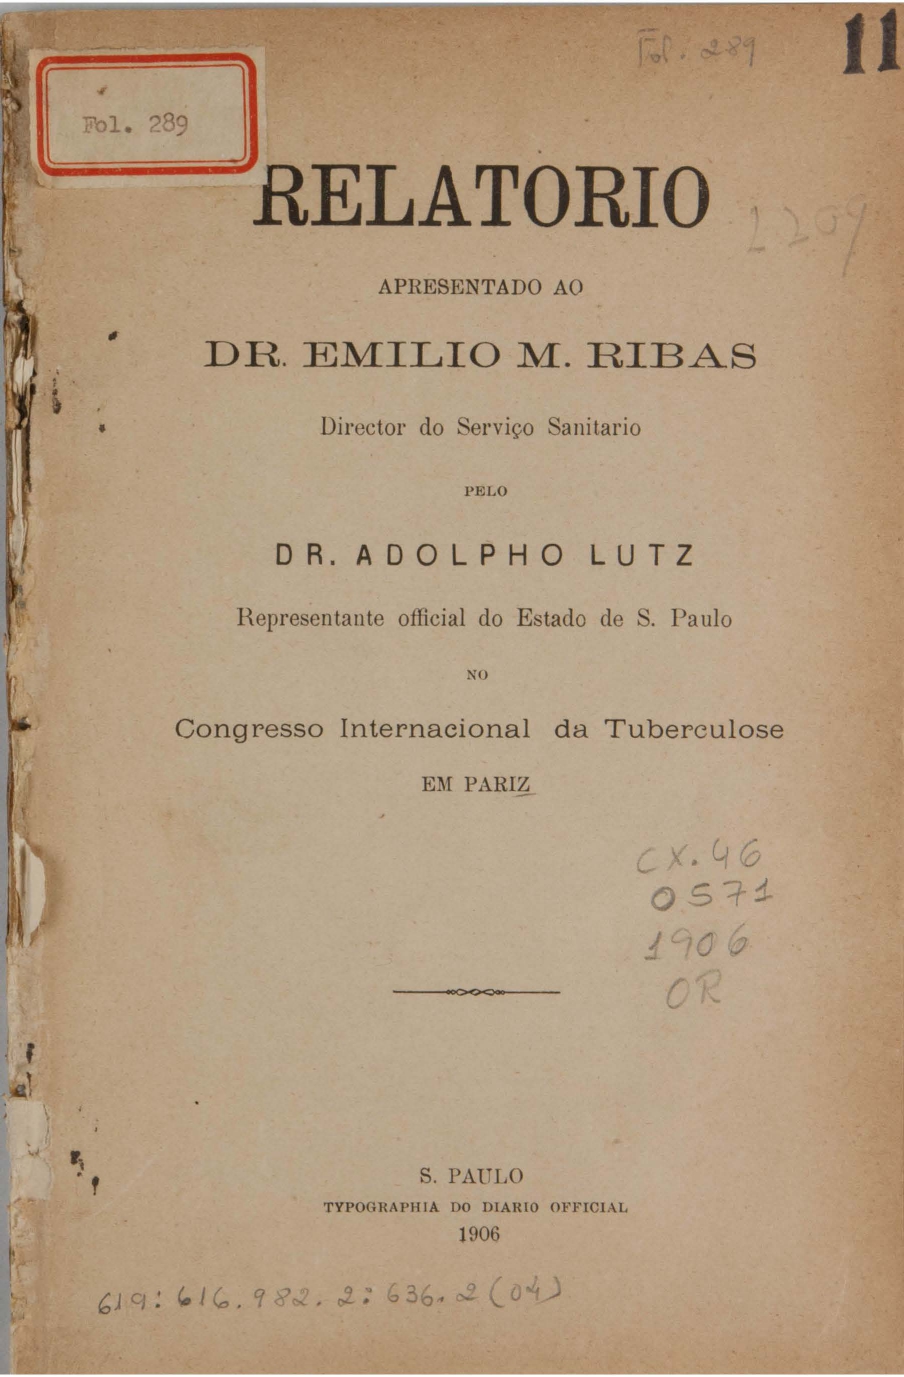 Fol. 289
11
Fol. 289
RELATORIO
2209
APRESENTADO AO
DR. EMILIO M. RIBAS
Director do Serviço Sanitario
PELO
DR. ADOLPHO LUTZ
Representante official do Estado de S. Paulo
NO
Congresso Internacional da Tuberculose
EM PARIZ
CX. 46
0571
1906
OR
S. PAULO
TYPOGRAPHIA DO DIARIO OFFICIAL
1906
619:616.982.2:636.2(04)